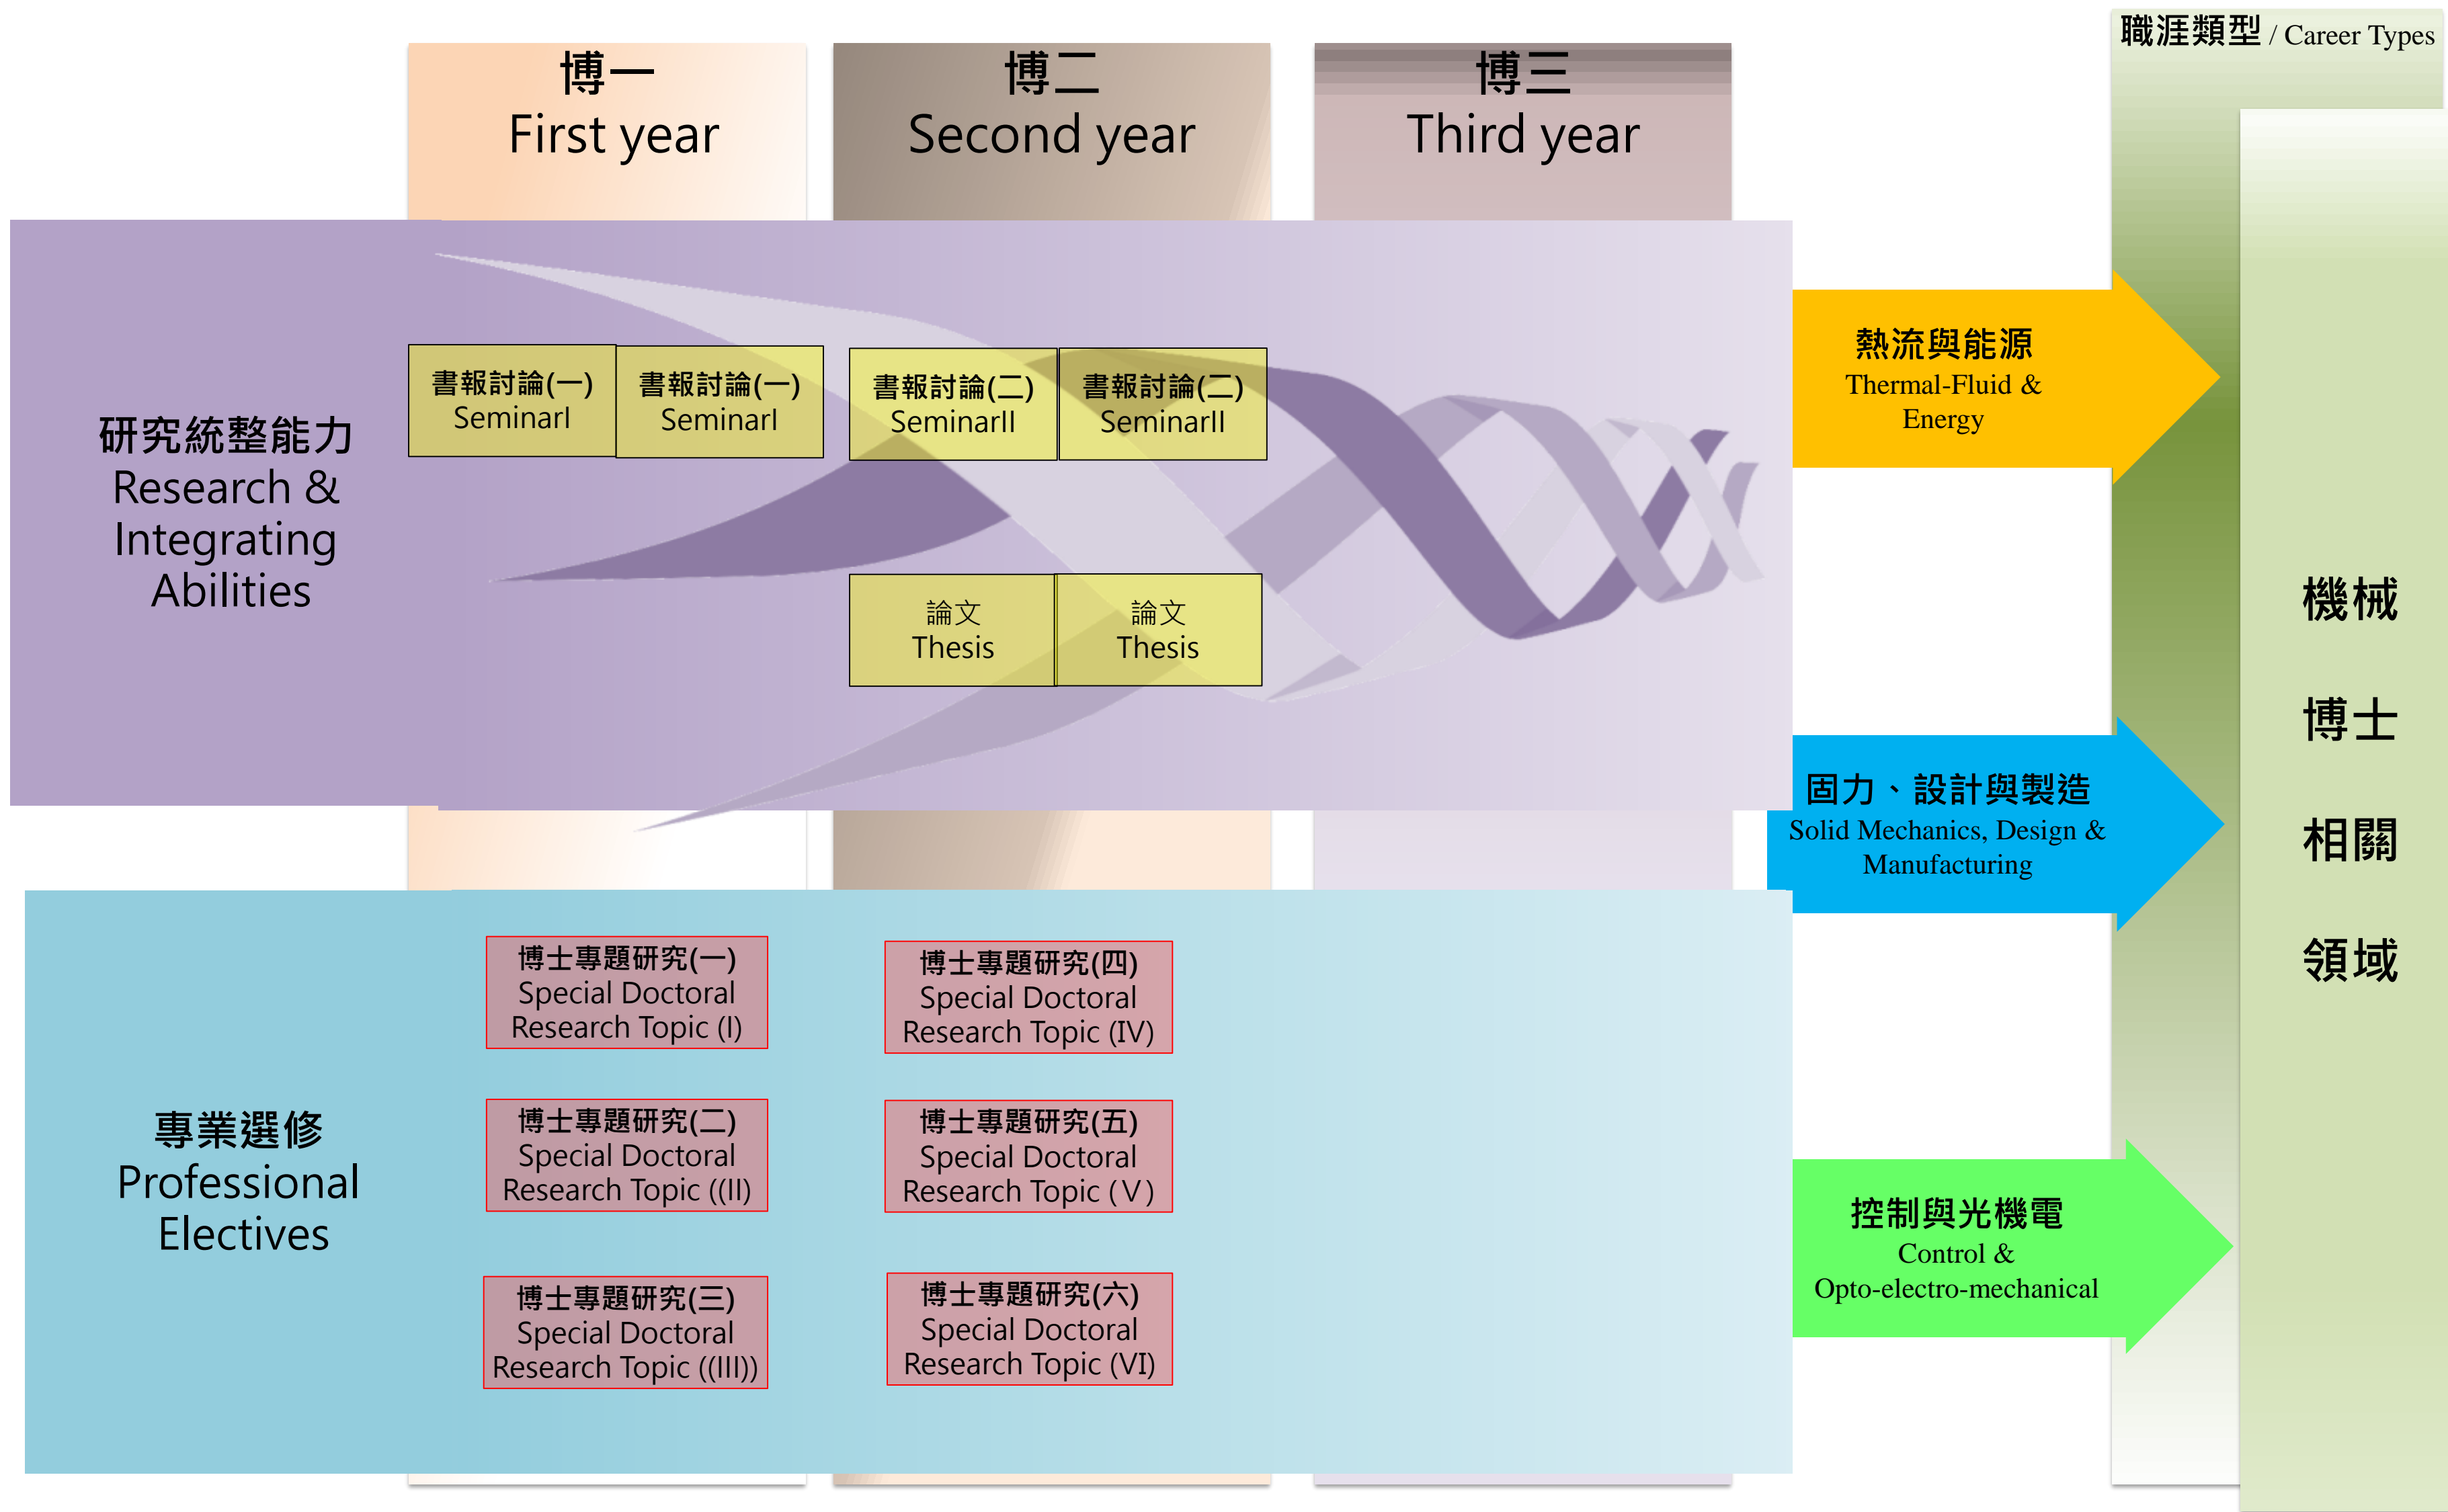 博一
First year
博二
Second year
博三
Third year
職涯類型 / Career Types
研究統整能力
Research &
Integrating
Abilities
書報討論(一)
SeminarI
書報討論(一)
SeminarI
書報討論(二)
SeminarII
書報討論(二)
SeminarII
論文
Thesis
論文
Thesis
專業選修
Professional
Electives
博士專題研究(一)
Special Doctoral
Research Topic (I)
博士專題研究(四)
Special Doctoral
Research Topic (IV)
博士專題研究(二)
Special Doctoral
Research Topic ((II)
博士專題研究(五)
Special Doctoral
Research Topic (V)
博士專題研究(三)
Special Doctoral
Research Topic ((III))
博士專題研究(六)
Special Doctoral
Research Topic (VI)
熱流與能源
Thermal-Fluid &
Energy
固力、設計與製造
Solid Mechanics, Design &
Manufacturing
控制與光機電
Control &
Opto-electro-mechanical
機械
博士
相關
領域